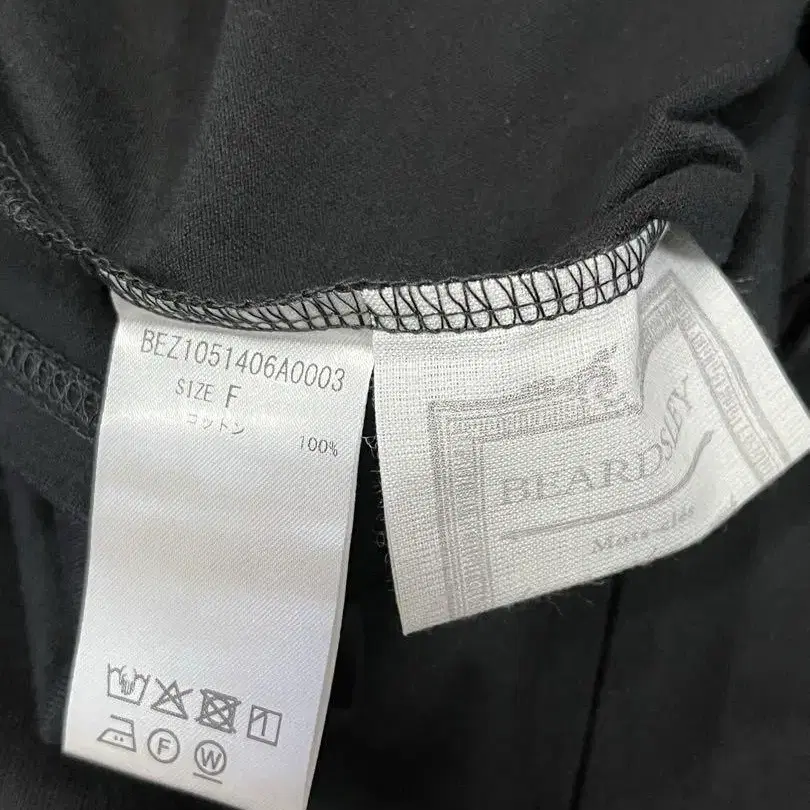 BEZ1051406A0003
SIZE F
コットン 100%
F
W
BEARDSLEY